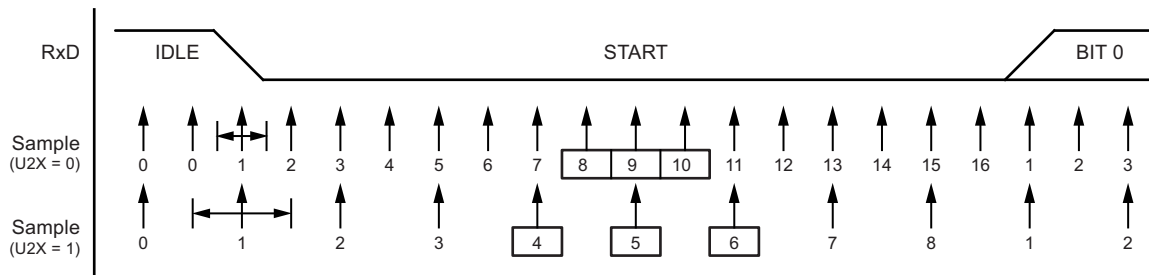 RxD IDLE START BIT 0
Sample
(U2X = 0)
0 0 1 2 3 4 5 6 7 8 9 10 11 12 13 14 15 16 1 2 3
Sample
(U2X = 1)
0 1 2 3 4 5 6 7 8 1 2